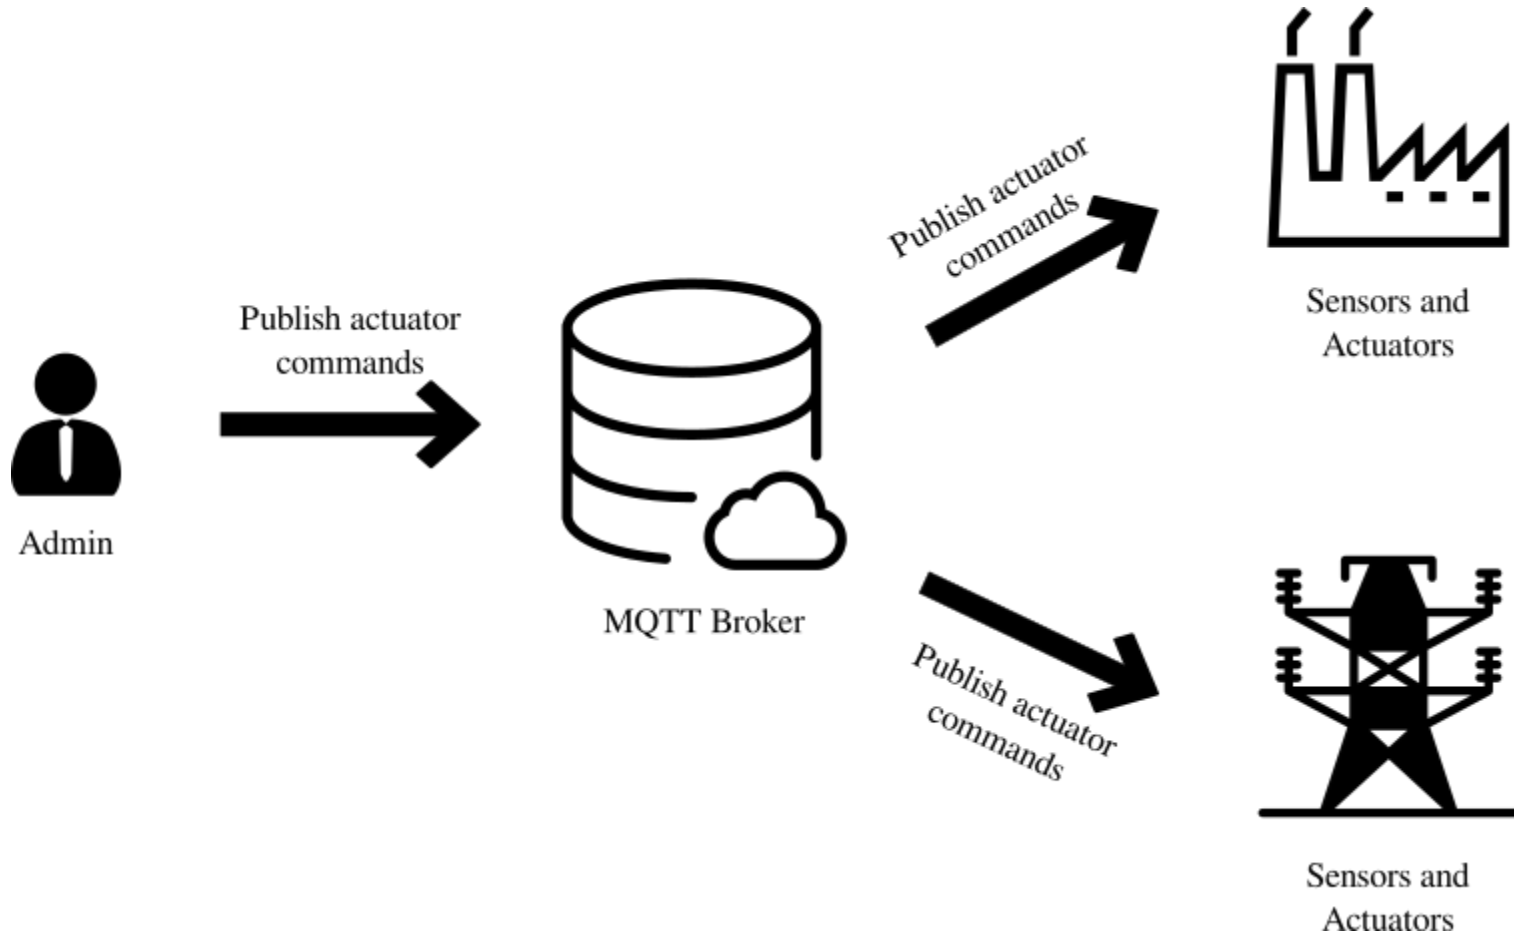 Publish actuator
commands
Admin
MQTT Broker
Publish actuator
commands
Sensors and
Actuators
Publish actuator
commands
Sensors and
Actuators